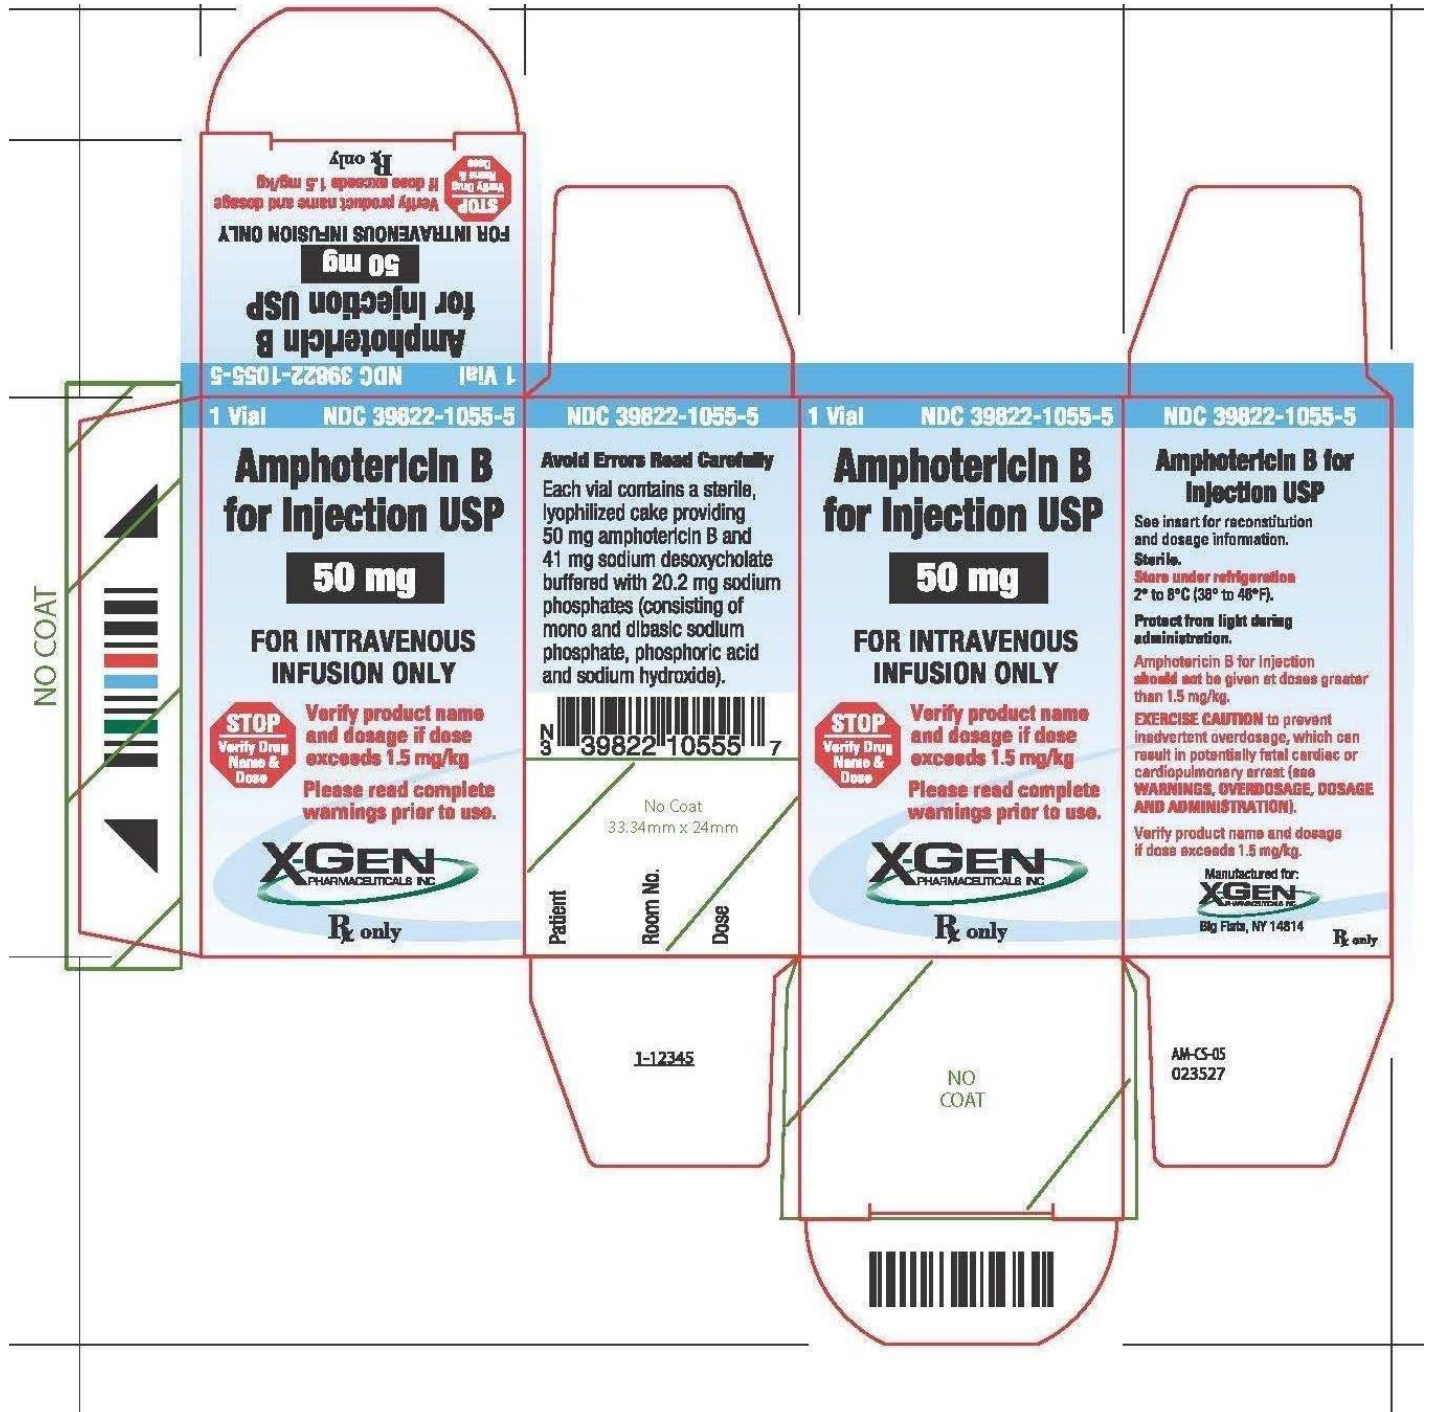 Rx only
If dose exceeds 1.5 mg/kg
Verify product name and dosage
STOP
Verify Drug
Name &
Dose
FOR INTRAVENOUS INFUSION ONLY
50 mg
for Injection USP
Amphotericin B
1 Vial NDC 39822-1055-5
NO COAT
1 Vial NDC 39822-1055-5
Amphotericin B
for Injection USP
50 mg
FOR INTRAVENOUS
INFUSION ONLY
STOP
Verify Drug
Name &
Dose
Verify product name
and dosage if dose
exceeds 1.5 mg/kg
Please read complete
warnings prior to use.
X-GEN
PHARMACEUTICALS INC
Rx only
NDC 39822-1055-5
Avoid Errors Read Carefully
Each vial contains a sterile,
lyophilized cake providing
50 mg amphotericin B and
41 mg sodium desoxycholate
buffered with 20.2 mg sodium
phosphates (consisting of
mono and dibasic sodium
phosphate, phosphoric acid
and sodium hydroxide).
N
3 39822 10555 7
No Coat
33.34mm x 24mm
Patient
Room No.
Dose
1-12345
1 Vial NDC 39822-1055-5
Amphotericin B
for Injection USP
50 mg
FOR INTRAVENOUS
INFUSION ONLY
STOP
Verify Drug
Name &
Dose
Verify product name
and dosage if dose
exceeds 1.5 mg/kg
Please read complete
warnings prior to use.
X-GEN
PHARMACEUTICALS INC
Rx only
NO
COAT
NDC 39822-1055-5
Amphotericin B for
Injection USP
See insert for reconstitution
and dosage information.
Sterile.
Store under refrigeration
2° to 8°C (36° to 46°F).
Protect from light during
administration.
Amphotericin B for Injection
should not be given at doses greater
than 1.5 mg/kg.
EXERCISE CAUTION to prevent
inadvertent overdosage, which can
result in potentially fatal cardiac or
cardiopulmonary arrest (see
WARNINGS, OVERDOSAGE, DOSAGE
AND ADMINISTRATION).
Verify product name and dosage
if dose exceeds 1.5 mg/kg.
Manufactured for:
X-GEN
PHARMACEUTICALS INC
Big Flats, NY 14814
Rx only
AM-CS-05
023527